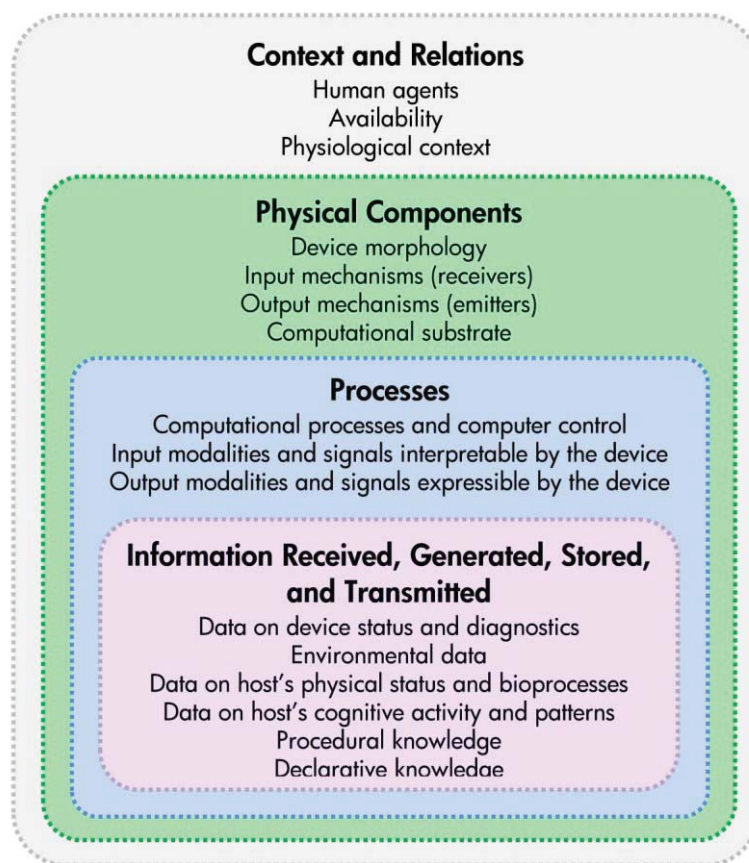 Context and Relations
Human agents
Availability
Physiological context
Physical Components
Device morphology
Input mechanisms (receivers)
Output mechanisms (emitters)
Computational substrate
Processes
Computational processes and computer control
Input modalities and signals interpretable by the device
Output modalities and signals expressible by the device
Information Received, Generated, Stored,
and Transmitted
Data on device status and diagnostics
Environmental data
Data on host's physical status and bioprocesses
Data on host's cognitive activity and patterns
Procedural knowledge
Declarative knowledge